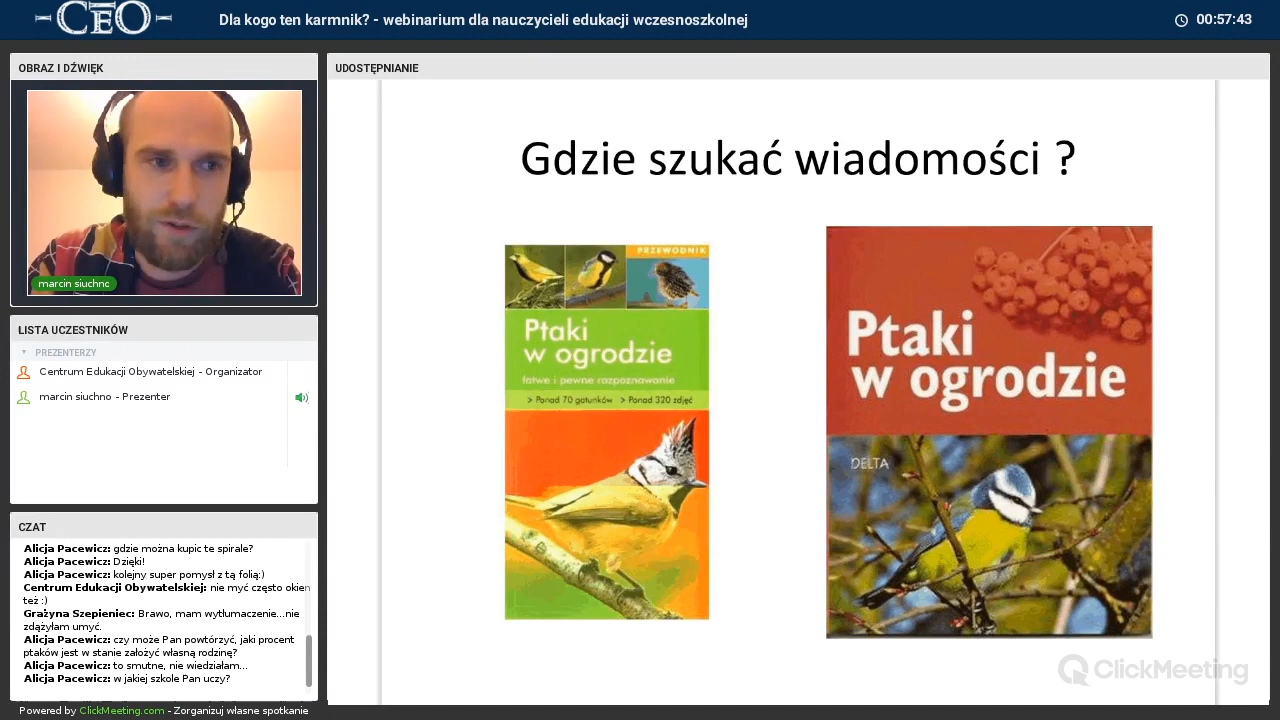 CEO
Dla kogo ten karmnik? - webinarium dla nauczycieli edukacji wczesnoszkolnej
00:57:43
OBRAZ I DŹWIĘK
marcin siuchno
LISTA UCZESTNIKÓW
PREZENTERZY
Centrum Edukacji Obywatelskiej - Organizator
marcin siuchno - Prezenter
CZAT
Alicja Pacewicz: gdzie można kupic te spirale?
Alicja Pacewicz: Dzięki!
Alicja Pacewicz: kolejny super pomysł z tą folią:)
Centrum Edukacji Obywatelskiej: nie myć często okien
też :)
Grażyna Szepieniec: Brawo, mam wytłumaczenie...nie
zdążyłam umyć.
Alicja Pacewicz: czy może Pan powtórzyć, jaki procent
ptaków jest w stanie założyć własną rodzinę?
Alicja Pacewicz: to smutne, nie wiedziałam...
Alicja Pacewicz: w jakiej szkole Pan uczy?
Powered by ClickMeeting.com - Zorganizuj własne spotkanie
UDOSTĘPNIANIE
Gdzie szukać wiadomości ?
PRZEWODNIK
Ptaki
w ogrodzie
łatwe i pewne rozpoznawanie
> Ponad 70 gatunków > Ponad 320 zdjęć
Ptaki
w ogrodzie
DELTA
ClickMeeting